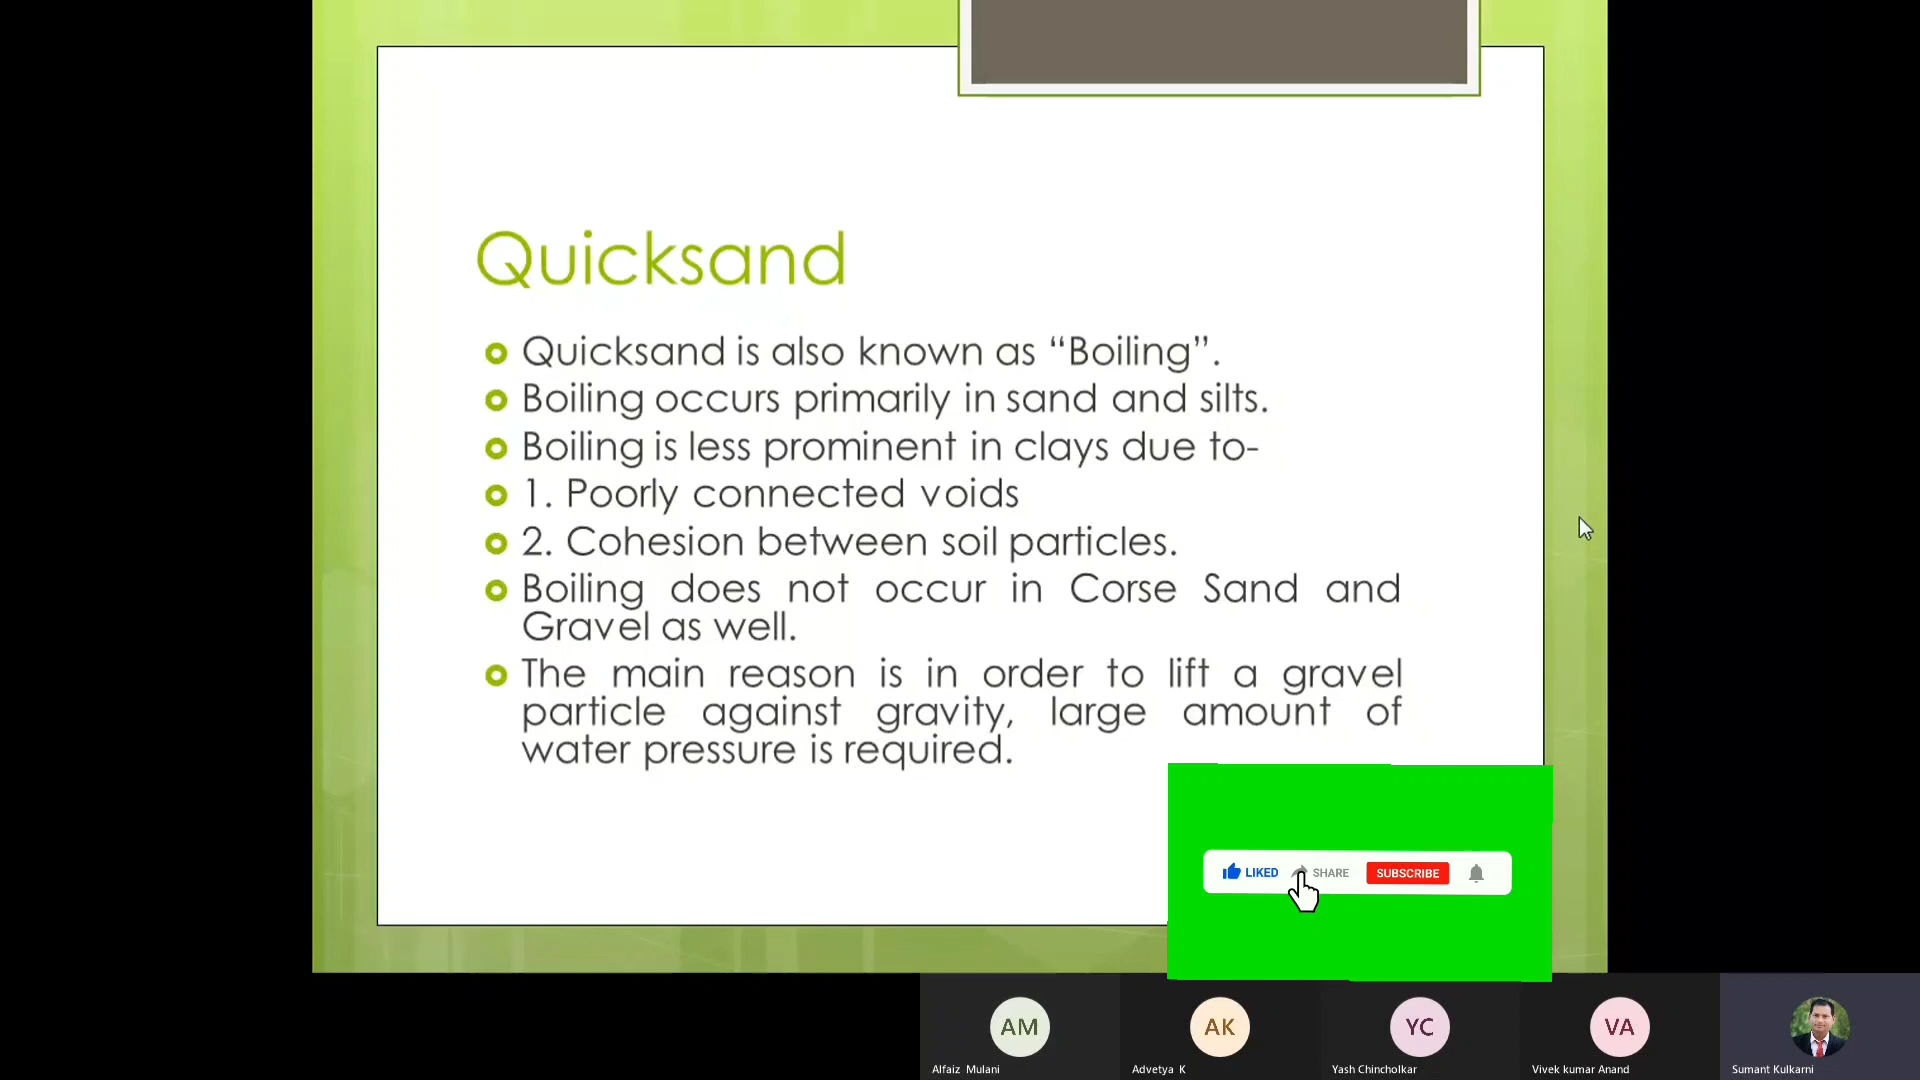 Quicksand
Quicksand is also known as “Boiling”.
Boiling occurs primarily in sand and silts.
Boiling is less prominent in clays due to-
1. Poorly connected voids
2. Cohesion between soil particles.
Boiling does not occur in Corse Sand and
Gravel as well.
The main reason is in order to lift a gravel
particle against gravity, large amount of
water pressure is required.
LIKED SHARE SUBSCRIBE
AM AK YC VA
Alfaiz Mulani Advetya K Yash Chincholkar Vivek kumar Anand Sumant Kulkarni